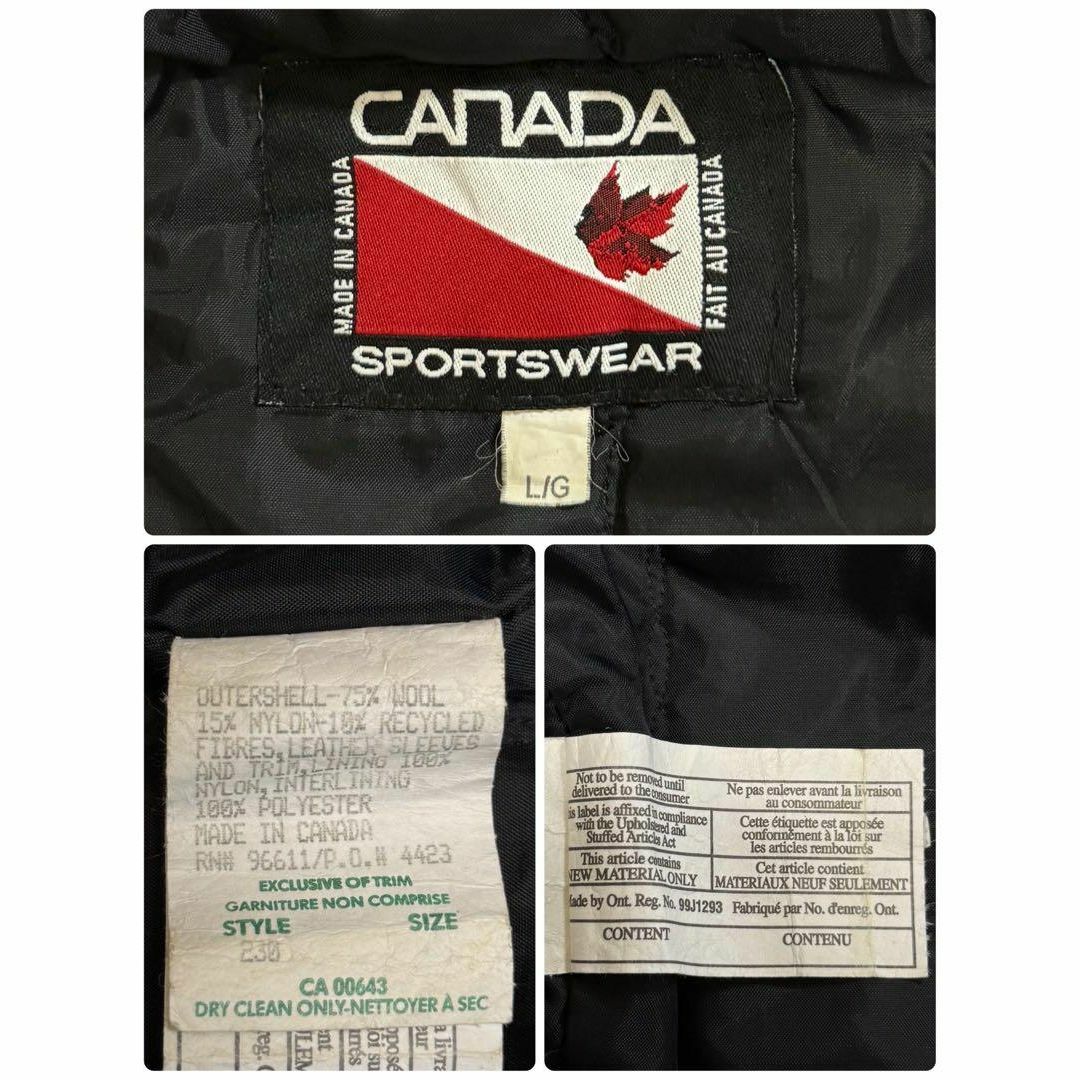 CANADA
MADE IN CANADA
FAIT AU CANADA
SPORTSWEAR
L/G
OUTERSHELL-75% WOOL
15% NYLON-10% RECYCLED
FIBRES, LEATHER SLEEVES
AND TRIM, LINING 100%
NYLON, INTERLINING
100% POLYESTER
MADE IN CANADA
RN# 96611/P.O.# 4423
EXCLUSIVE OF TRIM
GARNITURE NON COMPRISE
STYLE SIZE
230
CA 00643
DRY CLEAN ONLY-NETTOYER À SEC
Not to be removed until
delivered to the consumer
Ne pas enlever avant la livraison
au consommateur
is label is affixed in compliance
with the Upholstered and
Stuffed Articles Act
Cette étiquette est apposée
conformément à la loi sur
les articles rembourrés
This article contains
NEW MATERIAL ONLY
Cet article contient
MATERIAUX NEUF SEULEMENT
ade by Ont. Reg. No. 99J1293 Fabriqué par No. d'enreg. Ont.
CONTENT CONTENU